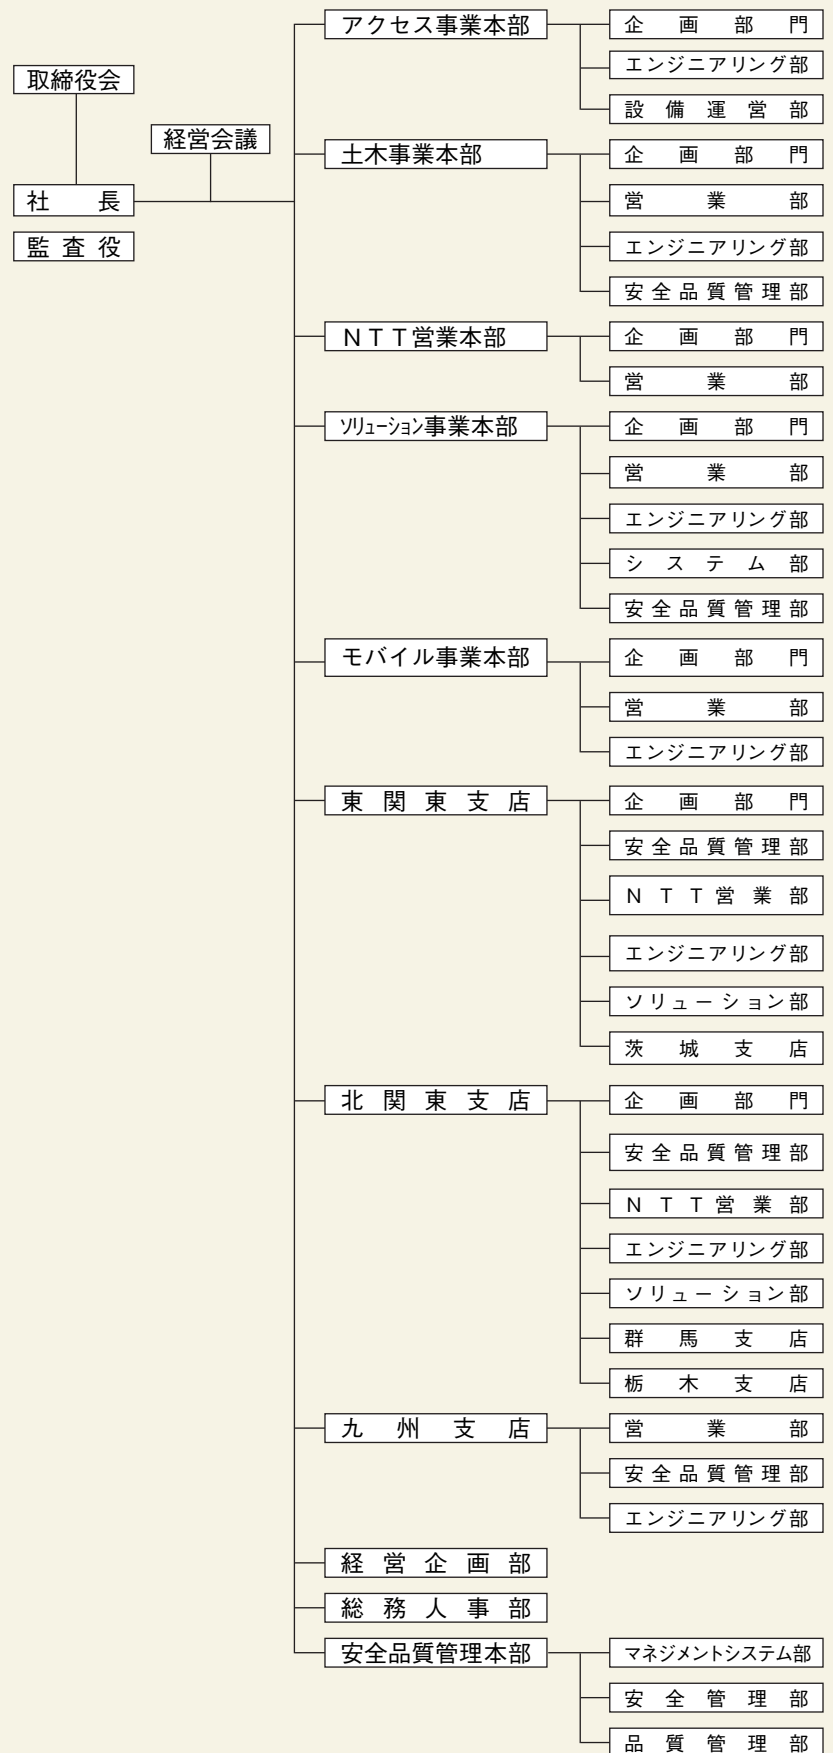 取締役会
経営会議
社長
監査役
アクセス事業本部
企画部門
エンジニアリング部
設備運営部
土木事業本部
企画部門
営業部
エンジニアリング部
安全品質管理部
ＮＴＴ営業本部
企画部門
営業部
ｿﾘｭｰｼｮﾝ事業本部
企画部門
営業部
エンジニアリング部
システム部
安全品質管理部
モバイル事業本部
企画部門
営業部
エンジニアリング部
東関東支店
企画部門
安全品質管理部
ＮＴＴ営業部
エンジニアリング部
ソリューション部
茨城支店
北関東支店
企画部門
安全品質管理部
ＮＴＴ営業部
エンジニアリング部
ソリューション部
群馬支店
栃木支店
九州支店
営業部
安全品質管理部
エンジニアリング部
経営企画部
総務人事部
安全品質管理本部
マネジメントシステム部
安全管理部
品質管理部